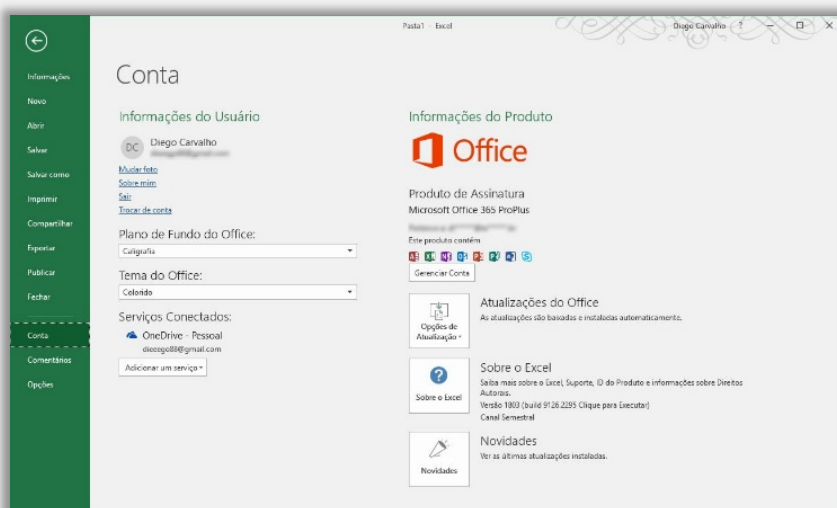 Pasta1 - Excel
Diego Carvalho
?
Informações
Novo
Abrir
Salvar
Salvar como
Imprimir
Compartilhar
Exportar
Publicar
Fechar
Conta
Comentários
Opções
Conta
Informações do Usuário
DC
Diego Carvalho
Mudar foto
Sobre mim
Sair
Trocar de conta
Plano de Fundo do Office:
Caligrafia
Tema do Office:
Colorido
Serviços Conectados:
OneDrive - Pessoal
dieeego88@gmail.com
Adicionar um serviço
Informações do Produto
Office
Produto de Assinatura
Microsoft Office 365 ProPlus
Este produto contém
Gerenciar Conta
Opções de
Atualização
Atualizações do Office
As atualizações são baixadas e instaladas automaticamente.
Sobre o Excel
Sobre o Excel
Saiba mais sobre o Excel, Suporte, ID do Produto e informações sobre Direitos
Autorais.
Versão 1803 (build 9126.2295 Clique para Executar)
Canal Semestral
Novidades
Novidades
Ver as últimas atualizações instaladas.